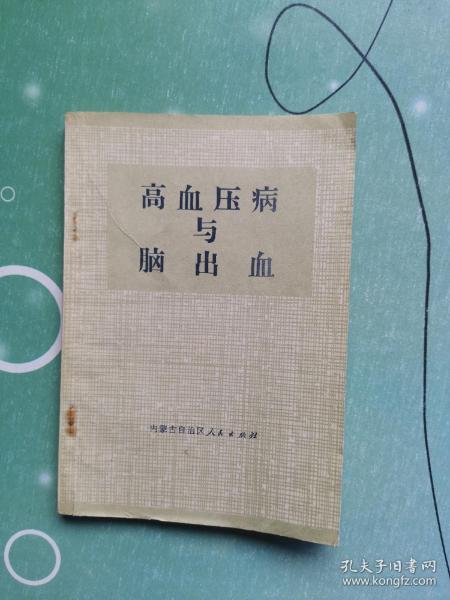 高血压病
与
脑出血
内蒙古自治区人民出版社
孔夫子旧书网
www.kongfz.com